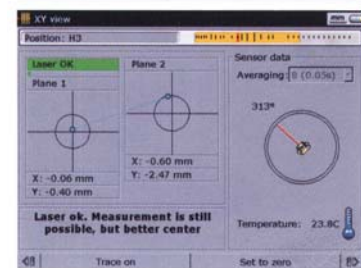 XY view
Position: H3
Laser OK
Plane 1
X: -0.06 mm
Y: -0.40 mm
Plane 2
X: -0.60 mm
Y: -2.47 mm
Sensor data
Averaging: 8 (0.05s)
313°
Temperature: 23.8C
Laser ok. Measurement is still
possible, but better center
Trace on
Set to zero